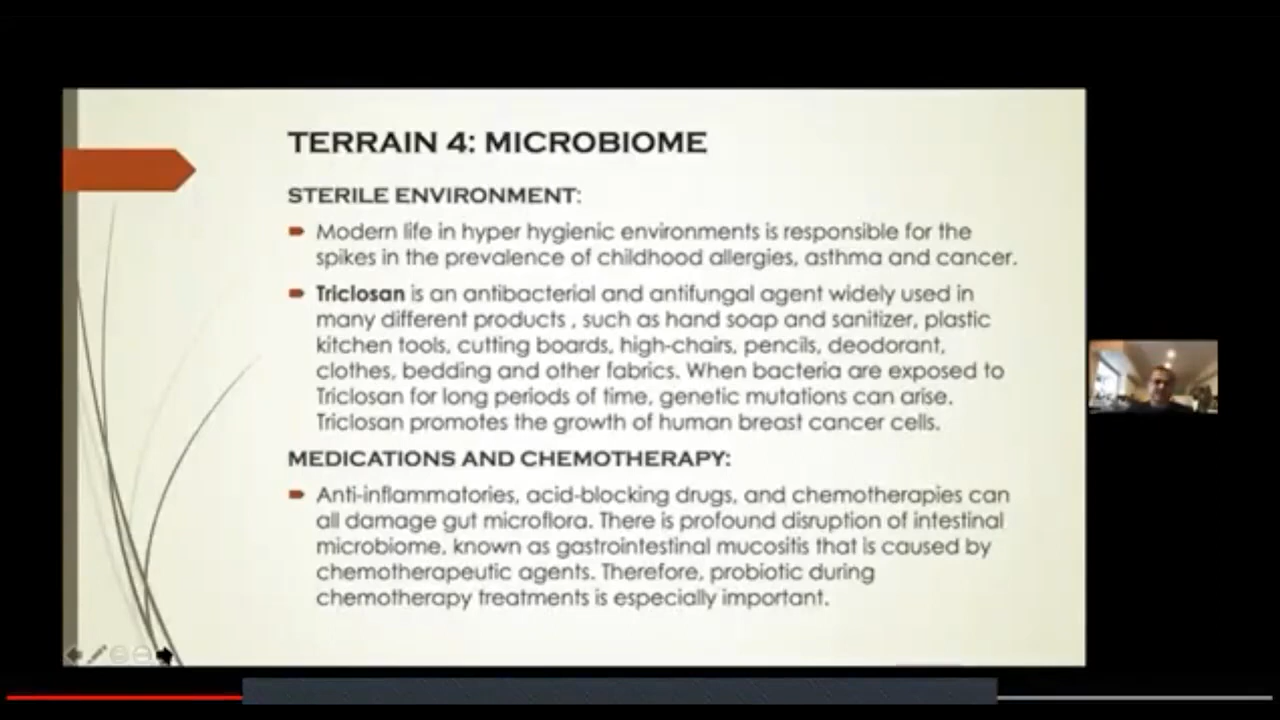 TERRAIN 4: MICROBIOME
STERILE ENVIRONMENT:
Modern life in hyper hygienic environments is responsible for the
spikes in the prevalence of childhood allergies, asthma and cancer.
Triclosan is an antibacterial and antifungal agent widely used in
many different products , such as hand soap and sanitizer, plastic
kitchen tools, cutting boards, high-chairs, pencils, deodorant,
clothes, bedding and other fabrics. When bacteria are exposed to
Triclosan for long periods of time, genetic mutations can arise.
Triclosan promotes the growth of human breast cancer cells.
MEDICATIONS AND CHEMOTHERAPY:
Anti-inflammatories, acid-blocking drugs, and chemotherapies can
all damage gut microflora. There is profound disruption of intestinal
microbiome, known as gastrointestinal mucositis that is caused by
chemotherapeutic agents. Therefore, probiotic during
chemotherapy treatments is especially important.